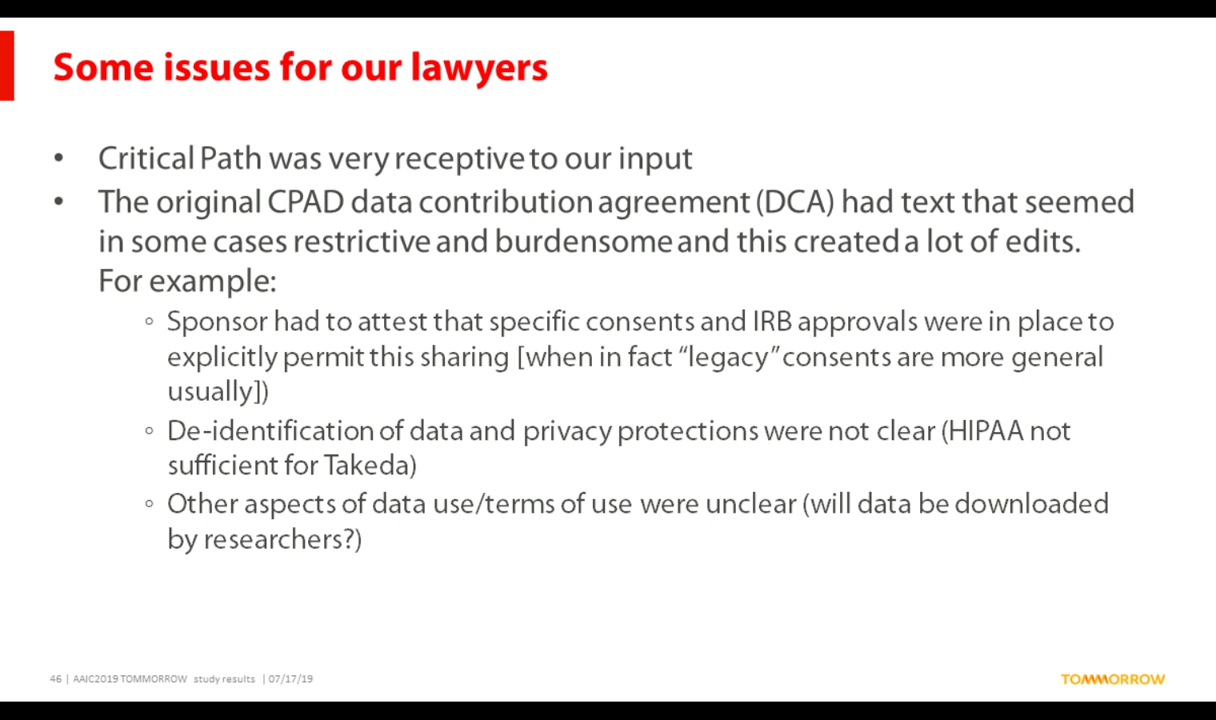 Some issues for our lawyers
• Critical Path was very receptive to our input
• The original CPAD data contribution agreement (DCA) had text that seemed
in some cases restrictive and burdensome and this created a lot of edits.
For example:
◦ Sponsor had to attest that specific consents and IRB approvals were in place to
explicitly permit this sharing [when in fact “legacy” consents are more general
usually])
◦ De-identification of data and privacy protections were not clear (HIPAA not
sufficient for Takeda)
◦ Other aspects of data use/terms of use were unclear (will data be downloaded
by researchers?)
46 | AAIC2019 TOMMORROW study results | 07/17/19
TOMMORROW